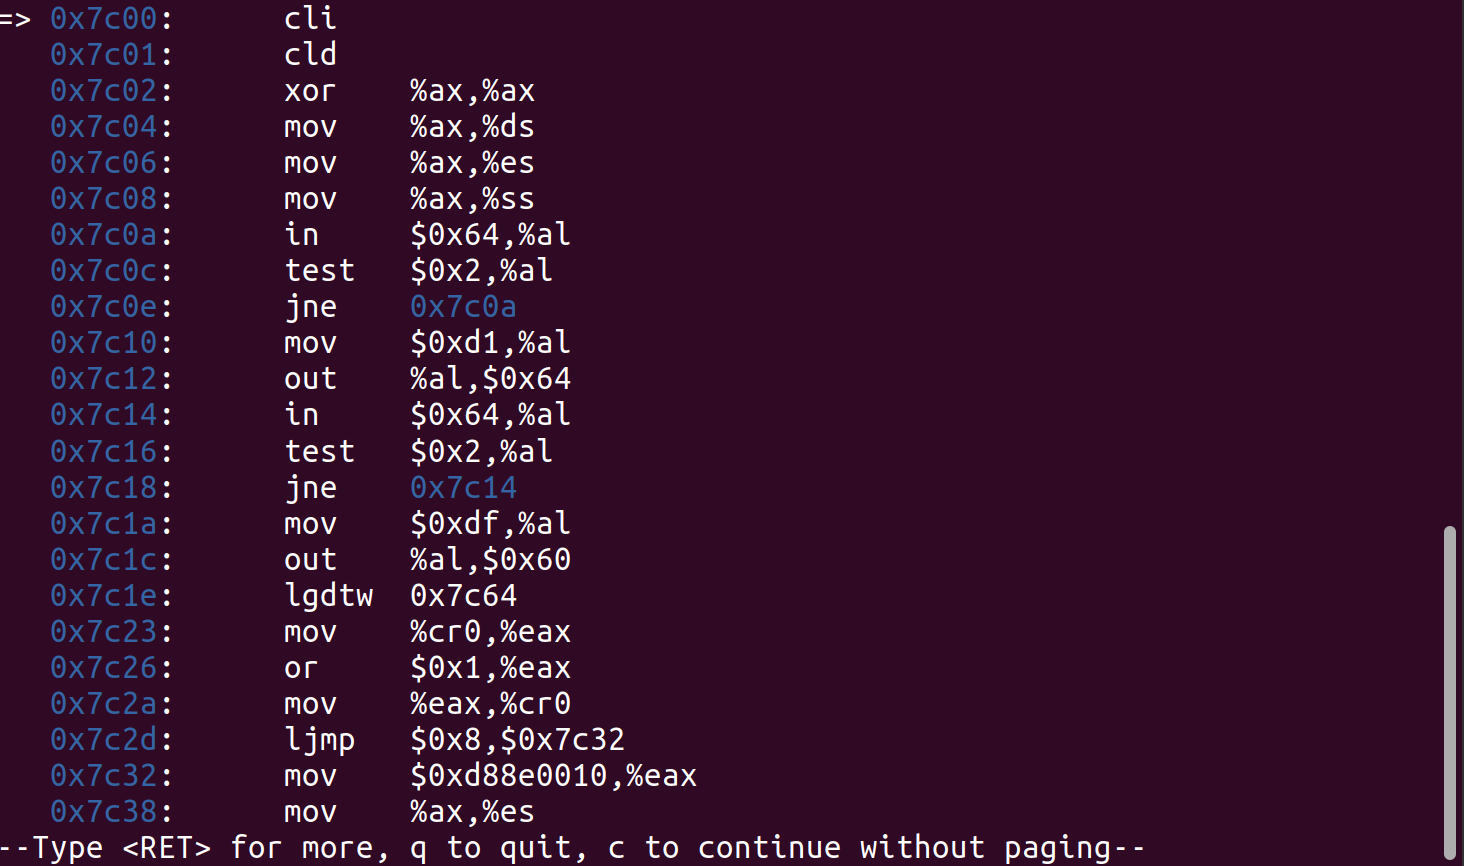 => 0x7c00: cli
0x7c01: cld
0x7c02: xor %ax,%ax
0x7c04: mov %ax,%ds
0x7c06: mov %ax,%es
0x7c08: mov %ax,%ss
0x7c0a: in $0x64,%al
0x7c0c: test $0x2,%al
0x7c0e: jne 0x7c0a
0x7c10: mov $0xd1,%al
0x7c12: out %al,$0x64
0x7c14: in $0x64,%al
0x7c16: test $0x2,%al
0x7c18: jne 0x7c14
0x7c1a: mov $0xdf,%al
0x7c1c: out %al,$0x60
0x7c1e: lgdtw 0x7c64
0x7c23: mov %cr0,%eax
0x7c26: or $0x1,%eax
0x7c2a: mov %eax,%cr0
0x7c2d: ljmp $0x8,$0x7c32
0x7c32: mov $0xd88e0010,%eax
0x7c38: mov %ax,%es
--Type <RET> for more, q to quit, c to continue without paging--